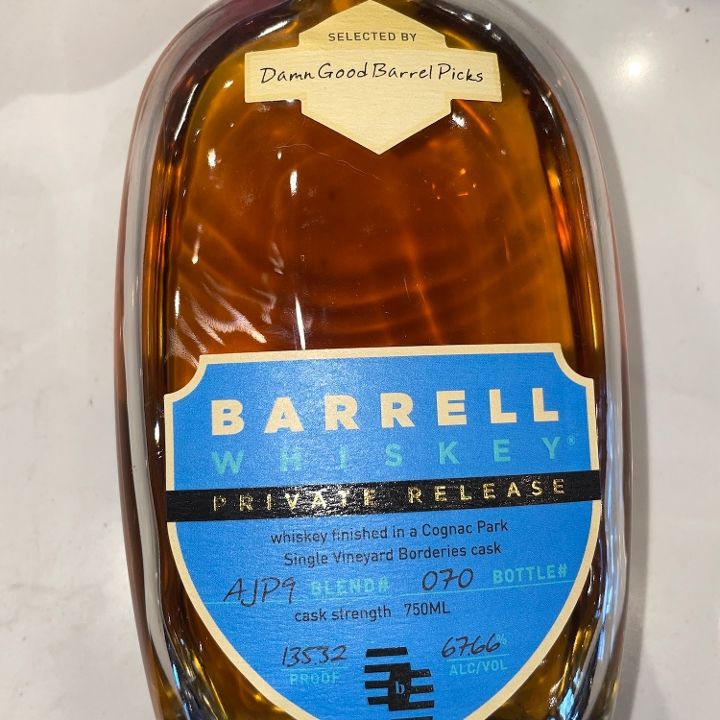 SELECTED BY
Damn Good Barrel Picks
BARRELL
WHISKEY®
PRIVATE RELEASE
whiskey finished in a Cognac Park
Single Vineyard Borderies cask
AJP9 BLEND# 070 BOTTLE#
cask strength 750ML
135.32 67.66%
PROOF ALC/VOL
b